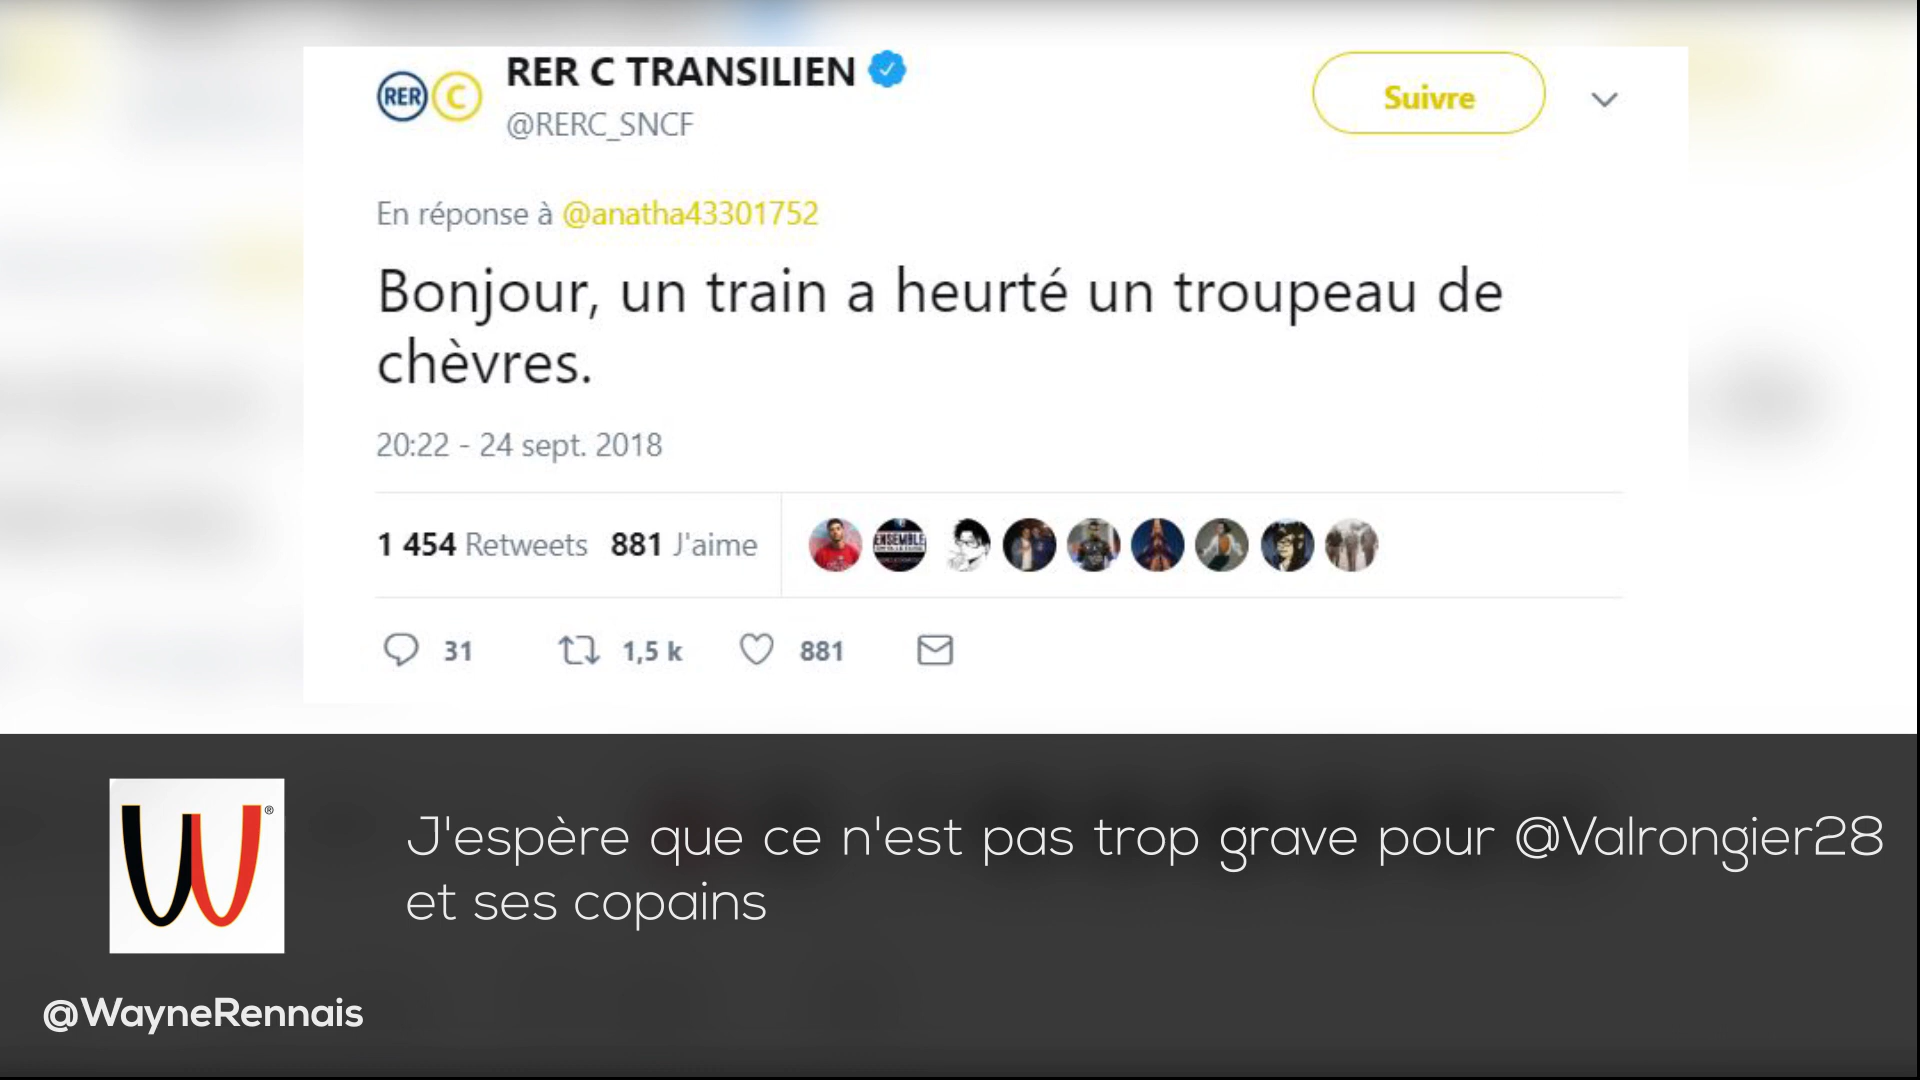 RER C TRANSILIEN
RER C
@RERC_SNCF
Suivre
En réponse à @anatha43301752
Bonjour, un train a heurté un troupeau de
chèvres.
20:22 - 24 sept. 2018
1 454 Retweets 881 J'aime
ENSEMBLE
31 1,5 k 881
W®
J'espère que ce n'est pas trop grave pour @Valrongier28
et ses copains
@WayneRennais